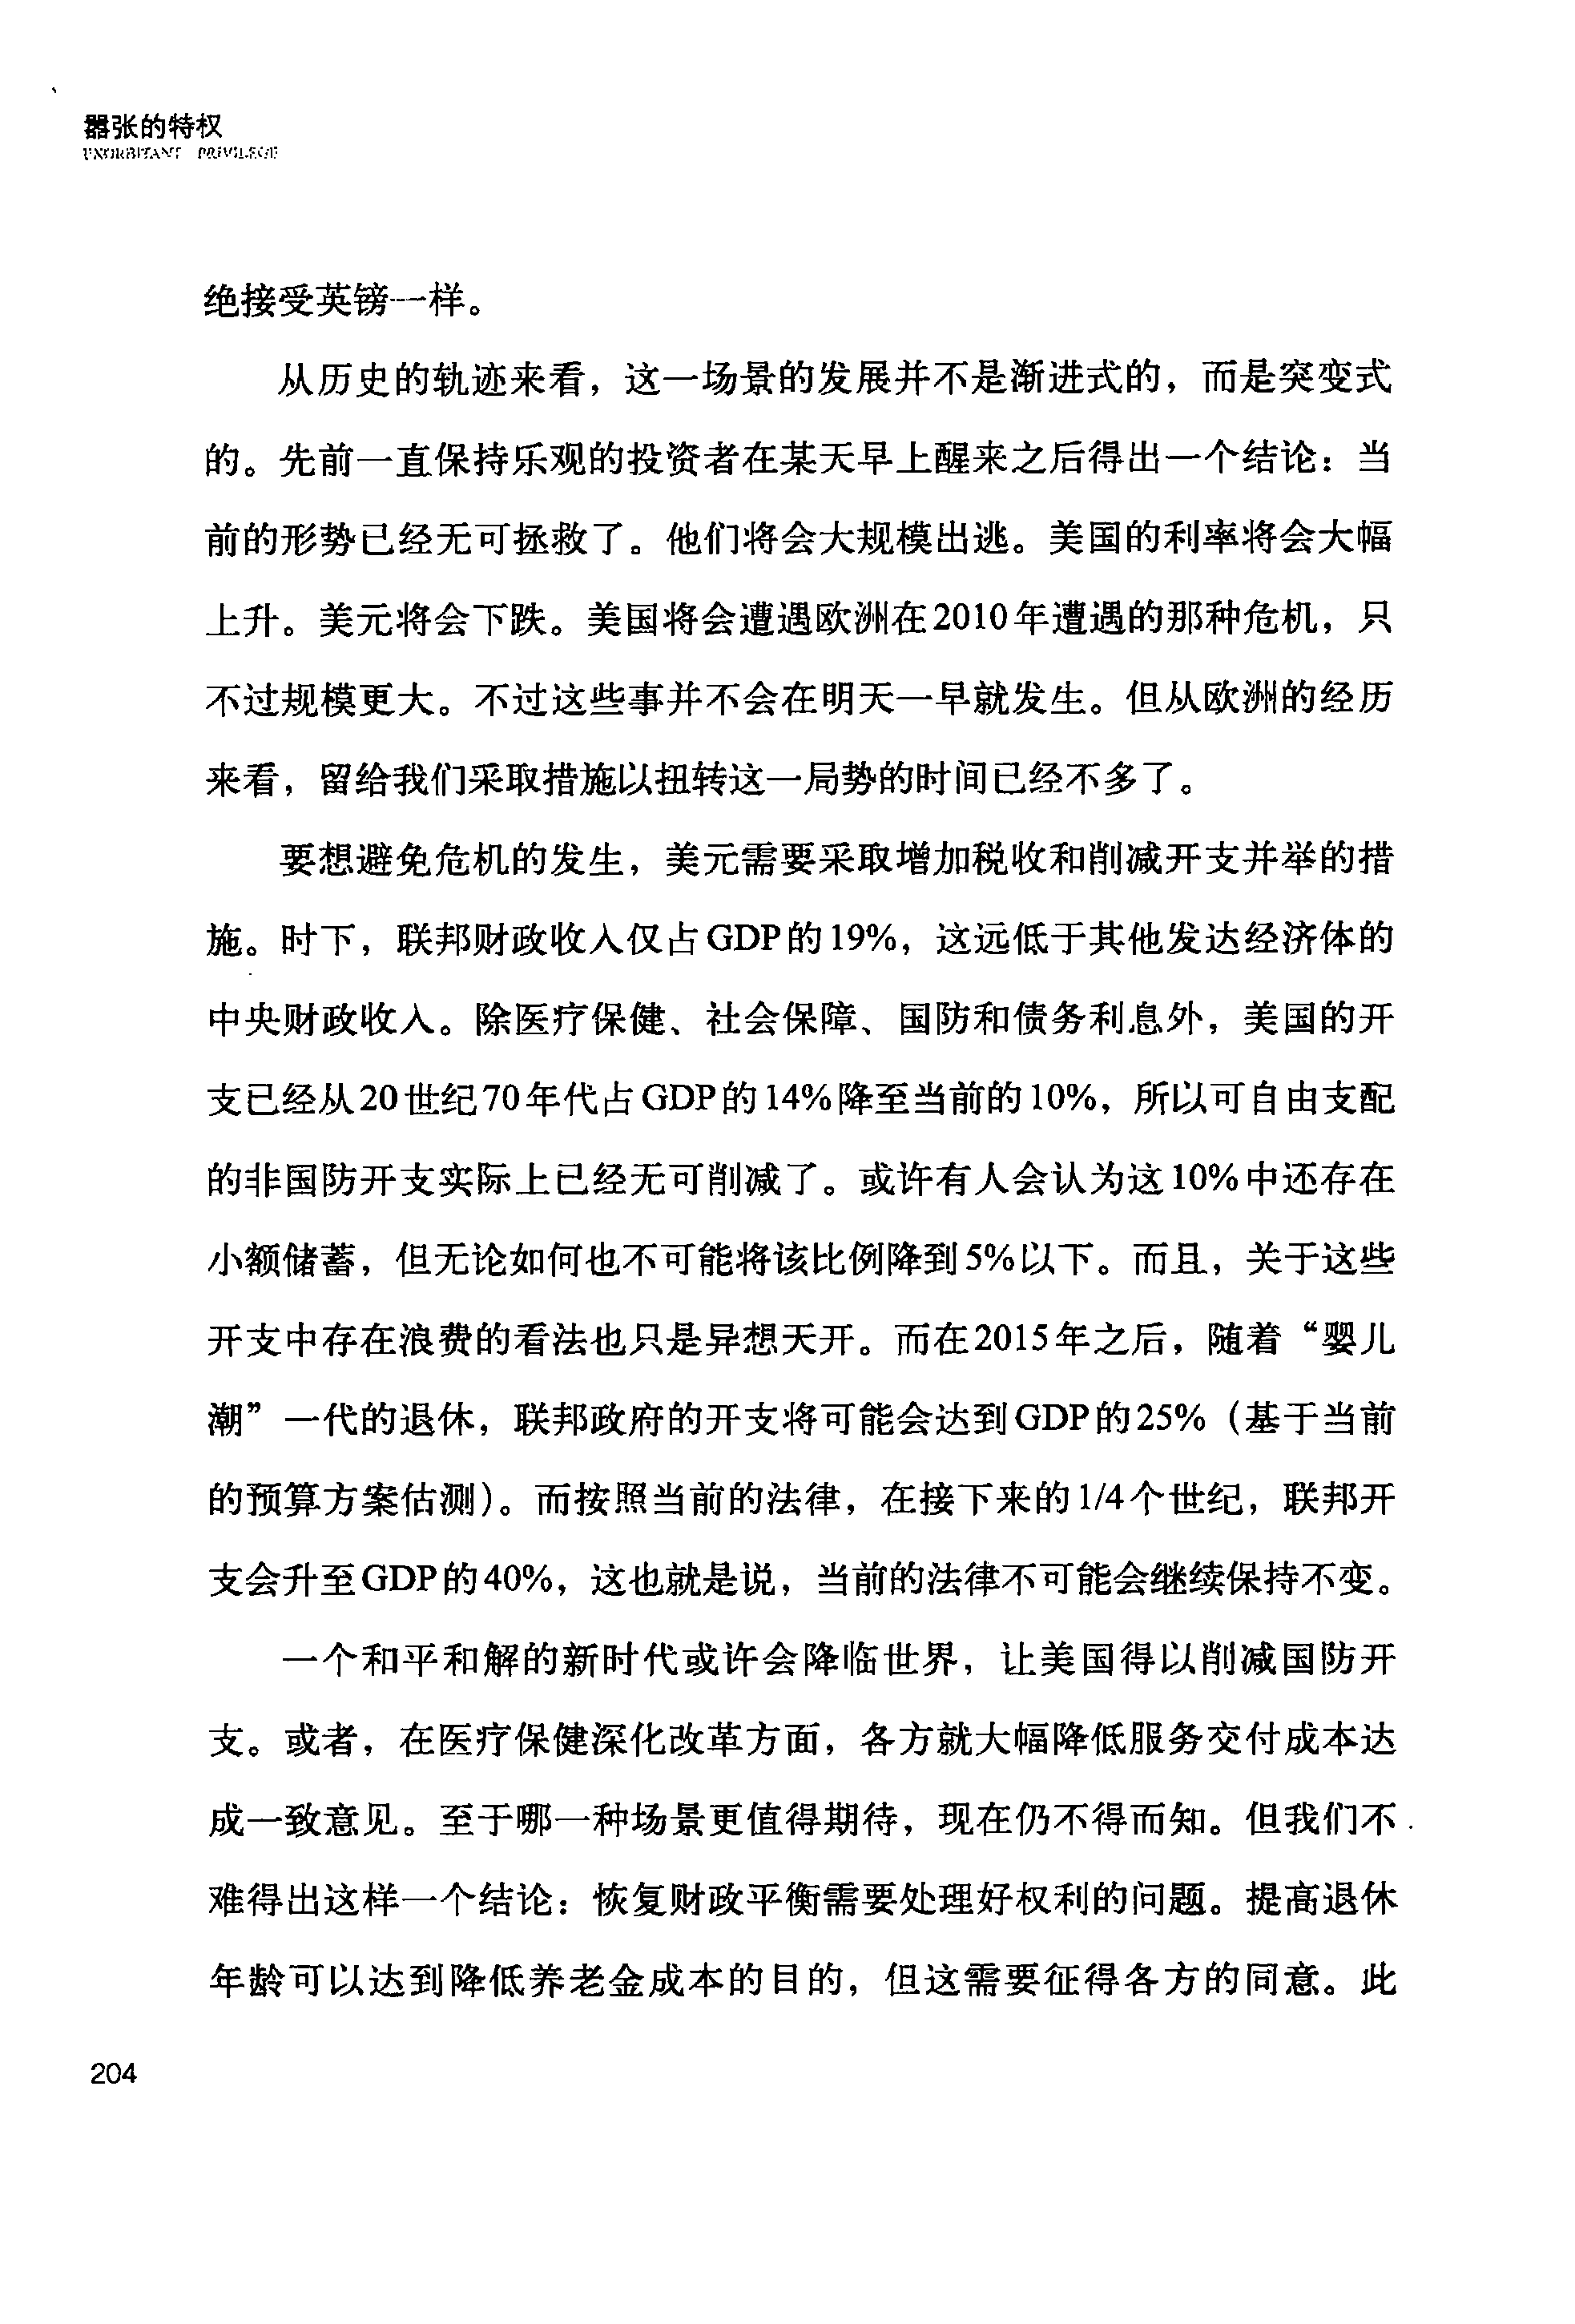 嚣张的特权
EXORBITANT PRIVILEGE
绝接受英镑一样。
从历史的轨迹来看，这一场景的发展并不是渐进式的，而是突变式
的。先前一直保持乐观的投资者在某天早上醒来之后得出一个结论：当
前的形势已经无可拯救了。他们将会大规模出逃。美国的利率将会大幅
上升。美元将会下跌。美国将会遭遇欧洲在2010年遭遇的那种危机，只
不过规模更大。不过这些事并不会在明天一早就发生。但从欧洲的经历
来看，留给我们采取措施以扭转这一局势的时间已经不多了。
要想避免危机的发生，美元需要采取增加税收和削减开支并举的措
施。时下，联邦财政收入仅占GDP的19%，这远低于其他发达经济体的
中央财政收入。除医疗保健、社会保障、国防和债务利息外，美国的开
支已经从20世纪70年代占GDP的14%降至当前的10%，所以可自由支配
的非国防开支实际上已经无可削减了。或许有人会认为这10%中还存在
小额储蓄，但无论如何也不可能将该比例降到5%以下。而且，关于这些
开支中存在浪费的看法也只是异想天开。而在2015年之后，随着“婴儿
潮”一代的退休，联邦政府的开支将可能会达到GDP的25%（基于当前
的预算方案估测）。而按照当前的法律，在接下来的1/4个世纪，联邦开
支会升至GDP的40%，这也就是说，当前的法律不可能会继续保持不变。
一个和平和解的新时代或许会降临世界，让美国得以削减国防开
支。或者，在医疗保健深化改革方面，各方就大幅降低服务交付成本达
成一致意见。至于哪一种场景更值得期待，现在仍不得而知。但我们不
难得出这样一个结论：恢复财政平衡需要处理好权利的问题。提高退休
年龄可以达到降低养老金成本的目的，但这需要征得各方的同意。此
204